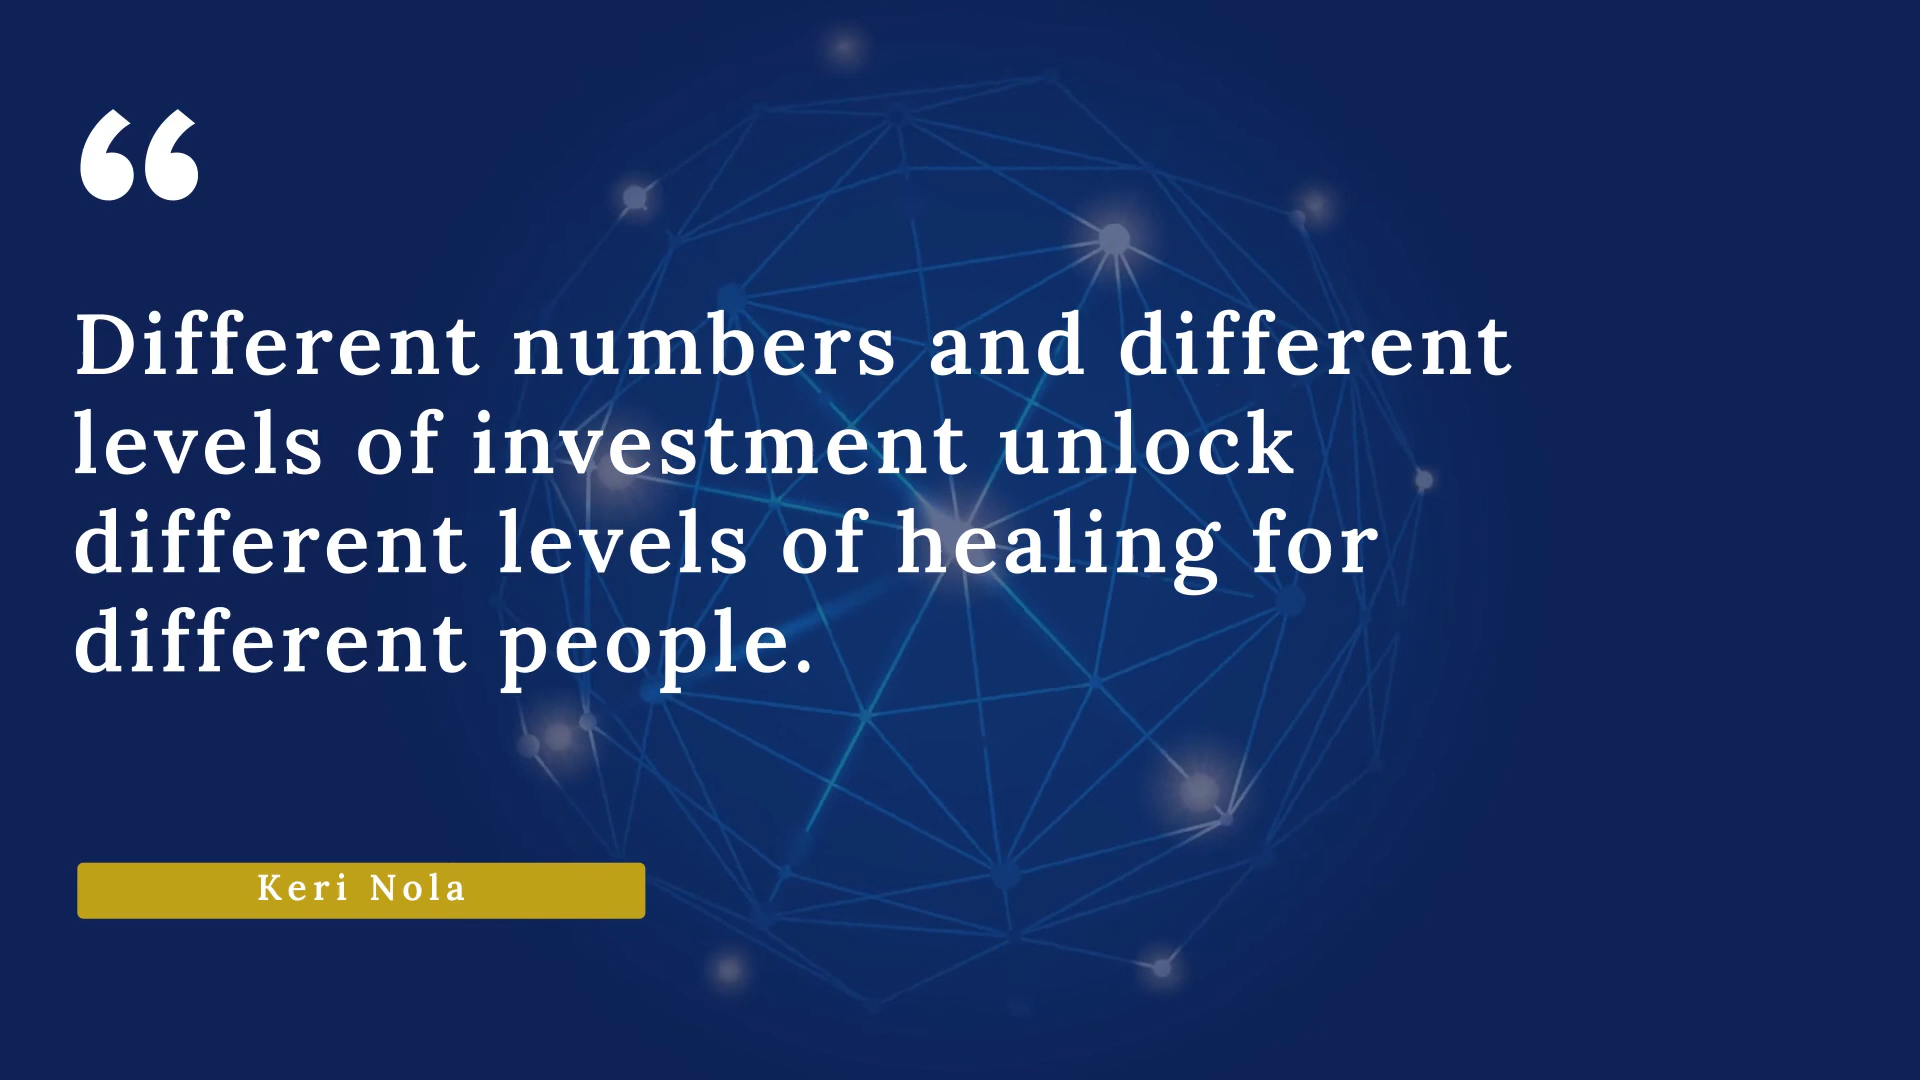 “
Different numbers and different
levels of investment unlock
different levels of healing for
different people.
Keri Nola